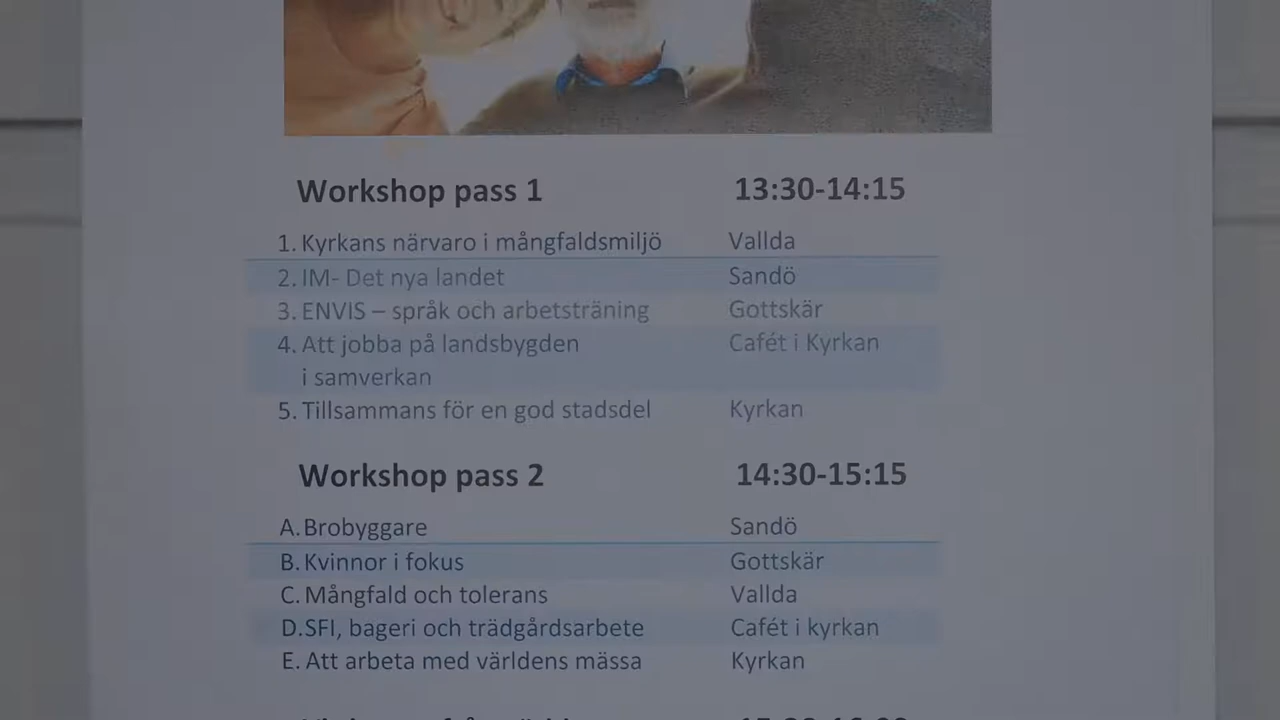 Workshop pass 1 13:30-14:15
1. Kyrkans närvaro i mångfaldsmiljö Vallda
2. IM- Det nya landet Sandö
3. ENVIS – språk och arbetsträning Gottskär
4. Att jobba på landsbygden Cafét i Kyrkan
i samverkan
5. Tillsammans för en god stadsdel Kyrkan
Workshop pass 2 14:30-15:15
A. Brobyggare Sandö
B. Kvinnor i fokus Gottskär
C. Mångfald och tolerans Vallda
D.SFI, bageri och trädgårdsarbete Cafét i kyrkan
E. Att arbeta med världens mässa Kyrkan